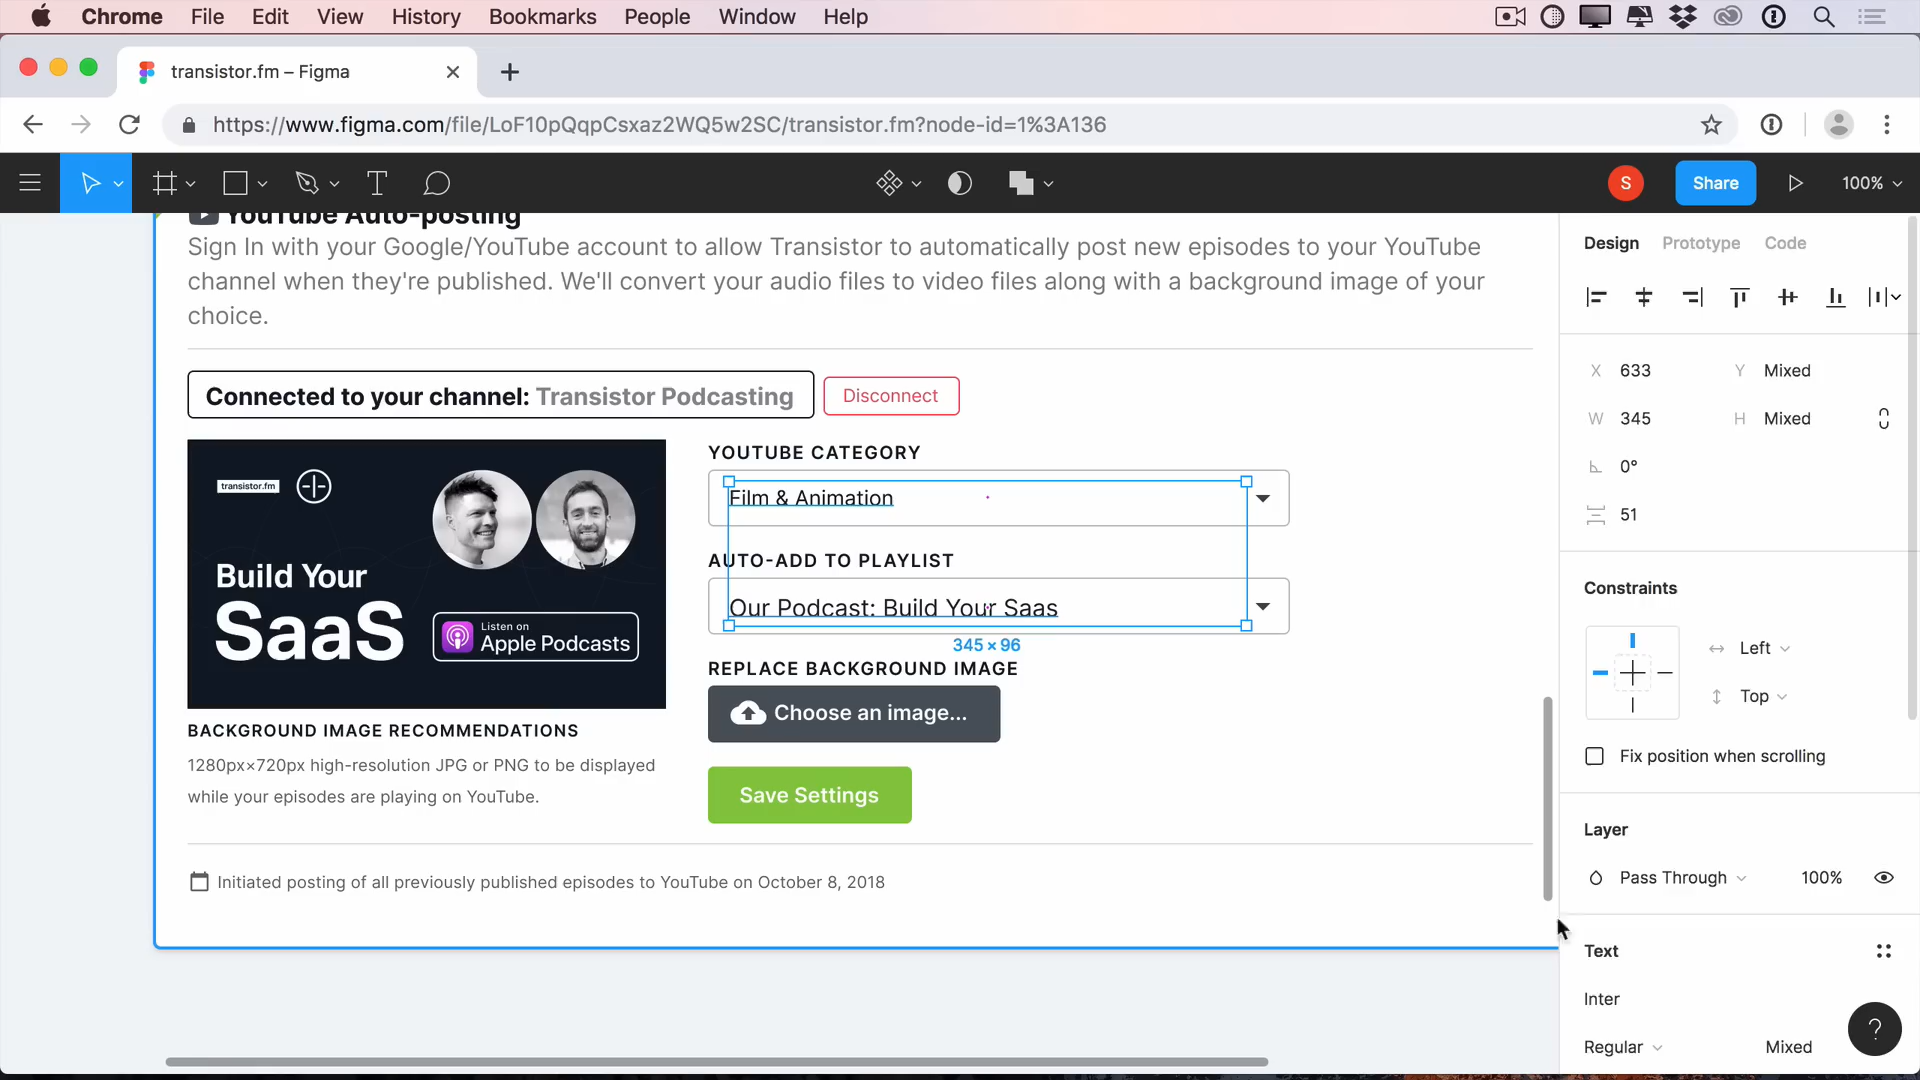 Chrome File Edit View History Bookmarks People Window Help
transistor.fm – Figma
https://www.figma.com/file/LoF10pQqpCsxaz2WQ5w2SC/transistor.fm?node-id=1%3A136
S
Share
100%
YouTube Auto-posting
Sign In with your Google/YouTube account to allow Transistor to automatically post new episodes to your YouTube
channel when they're published. We'll convert your audio files to video files along with a background image of your
choice.
Connected to your channel: Transistor Podcasting
Disconnect
transistor.fm
Build Your
SaaS
Listen on
Apple Podcasts
BACKGROUND IMAGE RECOMMENDATIONS
1280px×720px high-resolution JPG or PNG to be displayed
while your episodes are playing on YouTube.
YOUTUBE CATEGORY
Film & Animation
AUTO-ADD TO PLAYLIST
Our Podcast: Build Your Saas
345 × 96
REPLACE BACKGROUND IMAGE
Choose an image...
Save Settings
Initiated posting of all previously published episodes to YouTube on October 8, 2018
Design Prototype Code
X 633 Y Mixed
W 345 H Mixed
0°
51
Constraints
Left
Top
Fix position when scrolling
Layer
Pass Through 100%
Text
Inter
Regular Mixed
?